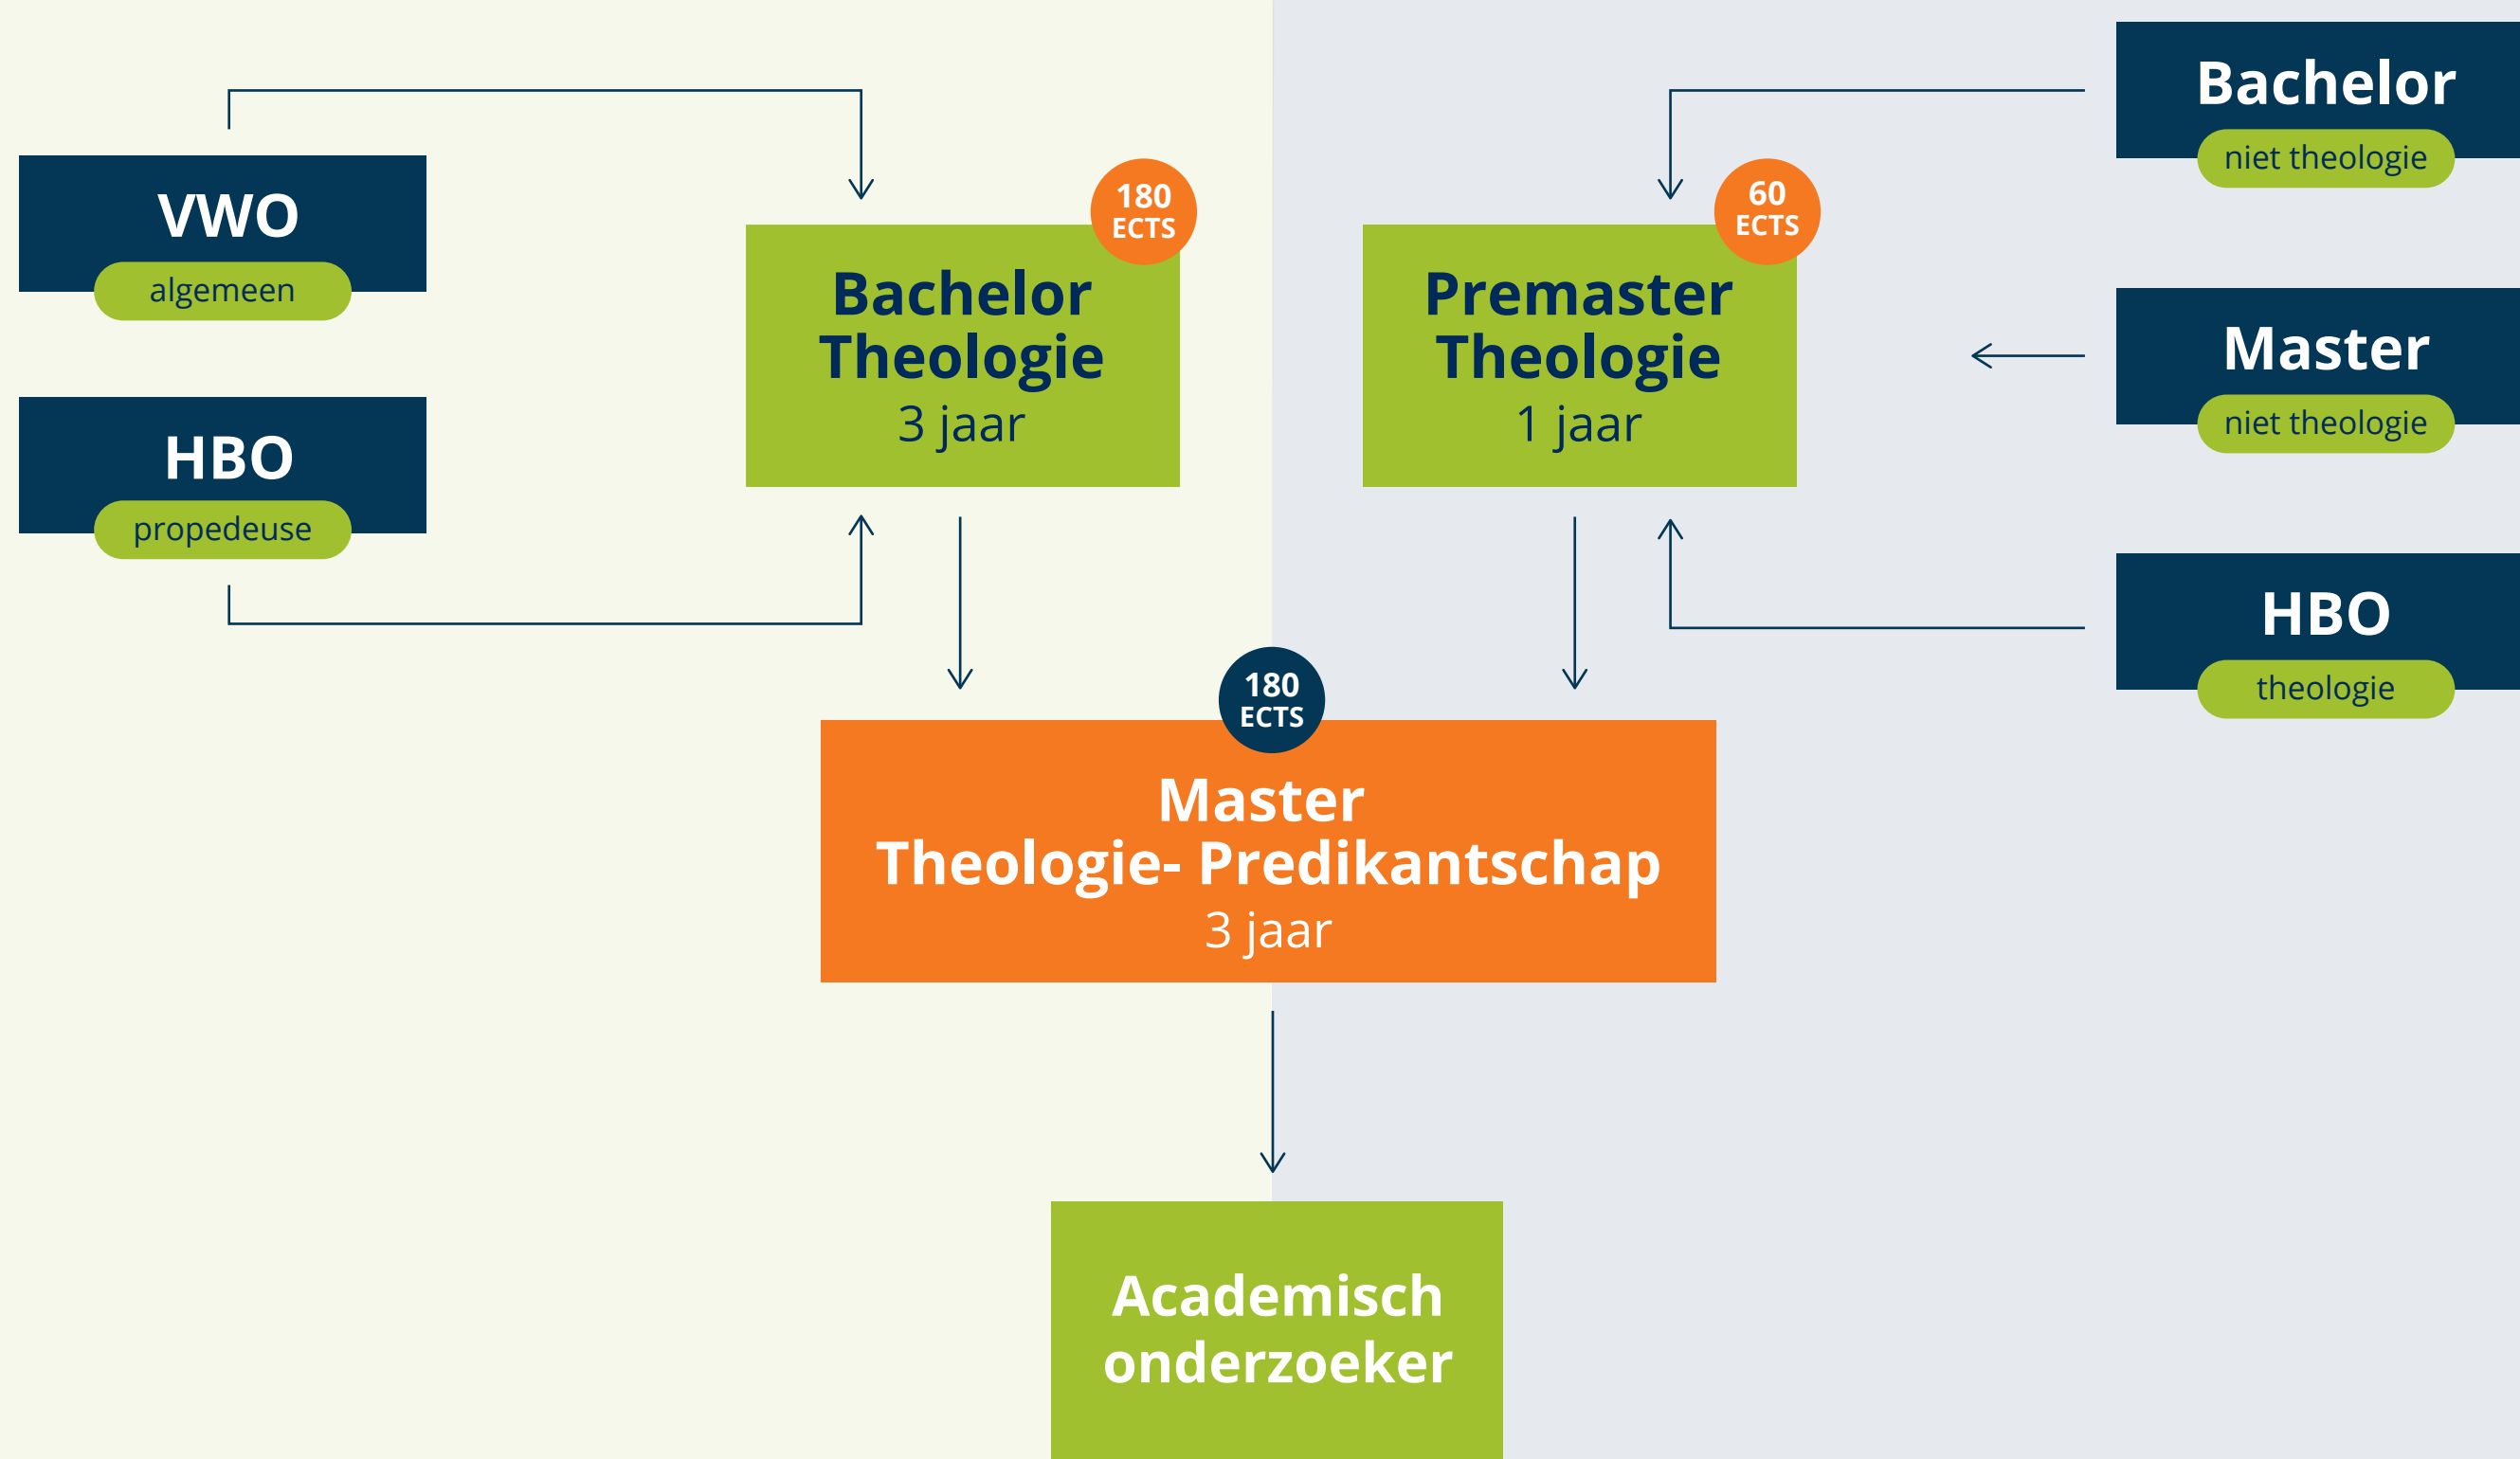 VWO
algemeen
HBO
propedeuse
180
ECTS
Bachelor
Theologie
3 jaar
60
ECTS
Premaster
Theologie
1 jaar
Bachelor
niet theologie
Master
niet theologie
HBO
theologie
180
ECTS
Master
Theologie- Predikantschap
3 jaar
Academisch
onderzoeker